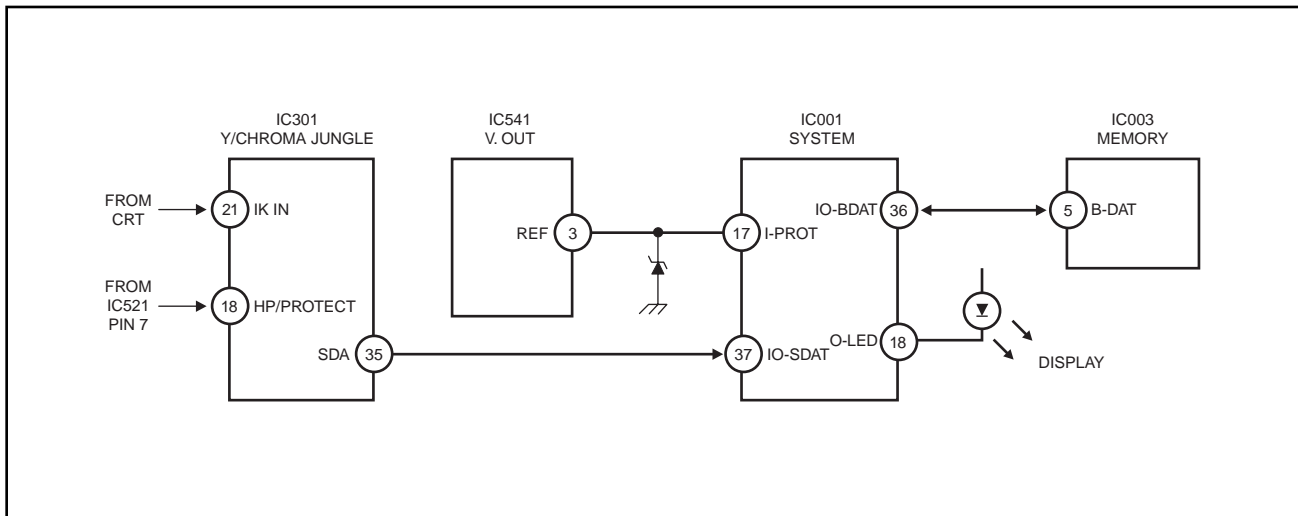 IC301
Y/CHROMA JUNGLE
IC541
V. OUT
IC001
SYSTEM
IC003
MEMORY
FROM
CRT
21
IK IN
FROM
IC521
PIN 7
18
HP/PROTECT
SDA
35
REF
3
17
I-PROT
37
IO-SDAT
IO-BDAT
36
O-LED
18
5
B-DAT
DISPLAY